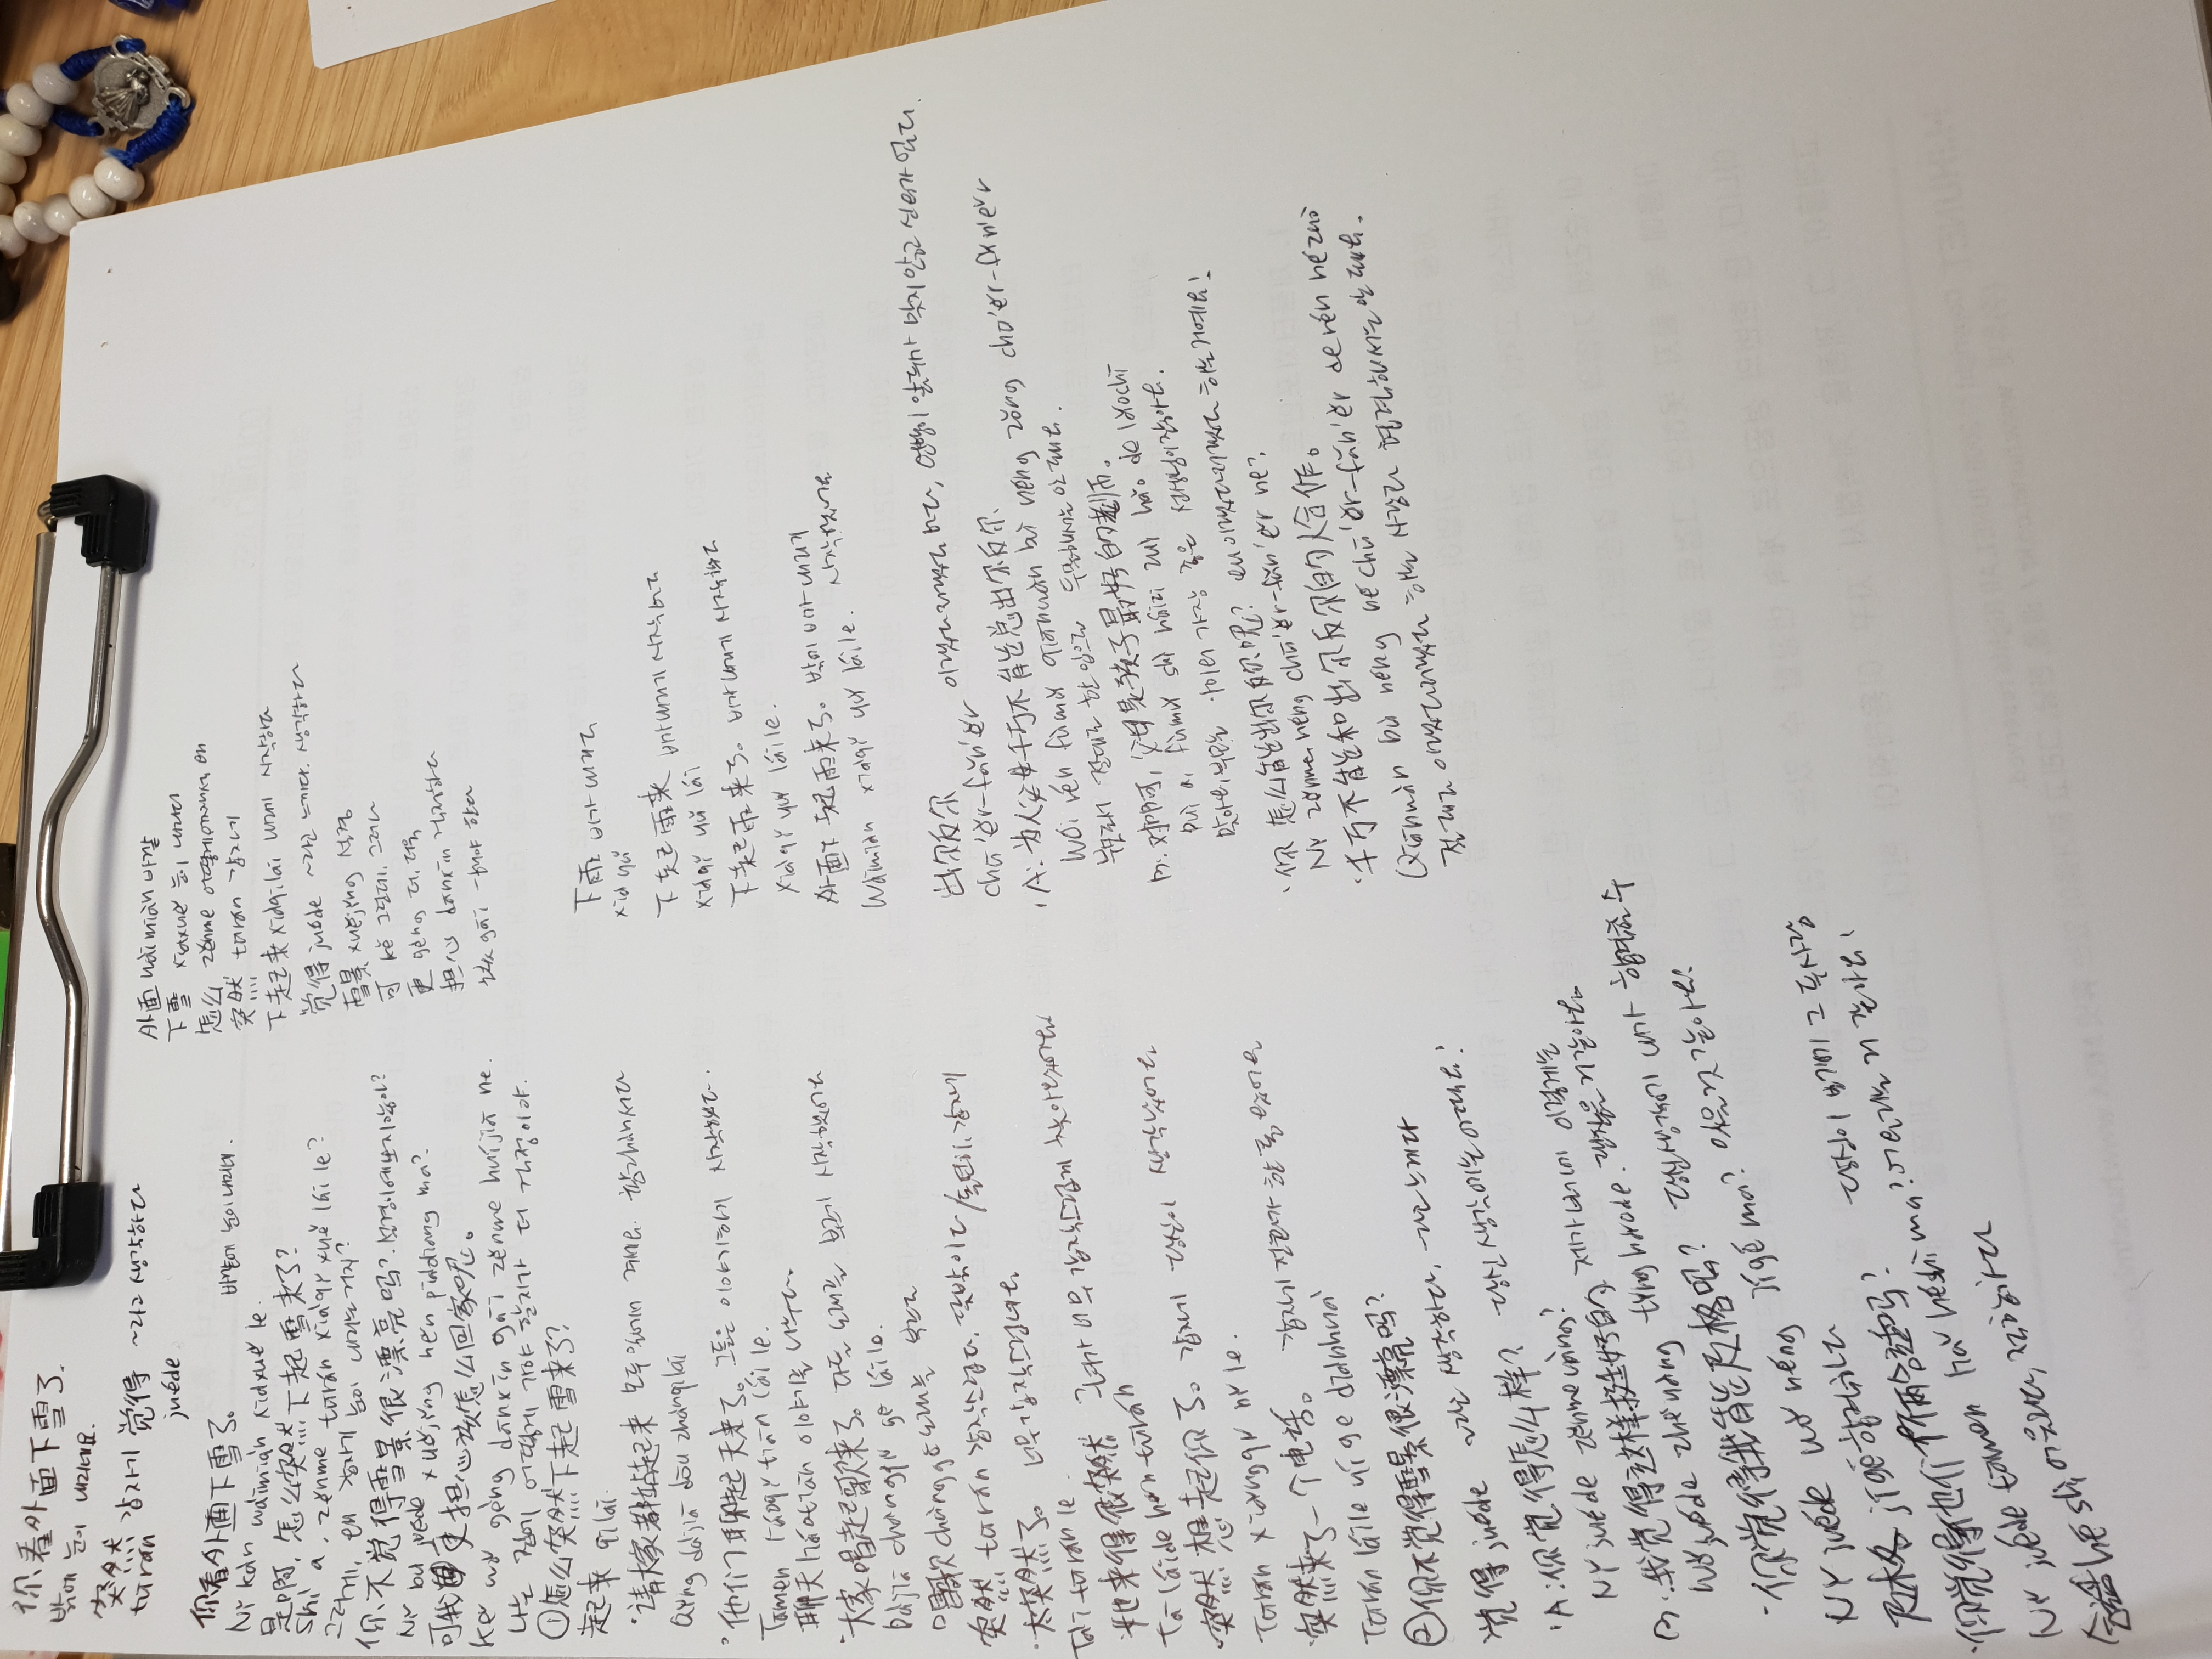 你看外面下雪了.
밖에 눈이 내리네요.
突然 갑자기 觉得 ~라고 생각하다
tūrán
juéde
你看外面下雪了。 바깥에 눈이 내리네.
Nǐ kàn wàimiàn xiàxuě le.
是啊, 怎么突然下起雪来了?
Shì a, zěnme tūrán xiàqǐ xuě lái le?
그러게, 왜 갑자기 눈이 내리는거지?
你不觉得雪景很漂亮吗? 설경이 예쁘지 않아?
Nǐ bù juéde xuějǐng hěn piàoliang ma?
可我 更担心该怎么回家呢。
Kě wǒ gèng dānxīn gāi zěnme huíjiā ne.
나는 집에 어떻게 가야 할지가 더 걱정이야.
①怎么突然下起雪来了?
起来 qǐlái
·请大家都站起来 모두 일어나
Qǐng dàjiā dōu zhànqǐlái
·他们聊起天来了。 그들은 이야기하기 시작했다.
Tāmen liáoqǐ tiān lái le.
聊天 liáotiān 이야기를 나누다.
·大家唱起歌来了。 다들 노래를 부르기 시작했어요
Dàjiā chàngqǐ gē láile.
唱歌 chànggē 노래를 부르다
突然 tūrán 갑작스럽다, 뜻밖이다/돌연히, 갑자기
·太突然了。 너무 갑작스럽네요
Tài tūrán le.
·她来得很突然 그녀가 너무 갑작스럽게 찾아왔어요
Tā láide hěn tūrán
·突然想起你了。 갑자기 당신이 생각났어요
Tūrán xiǎngqǐ nǐ le.
·突然来了一个电话。 갑자기 전화가 한 통 왔어요
Tūrán láile yí ge diànhuà
②你不觉得雪景很漂亮吗?
觉得 juéde ~라고 생각하다, ~라고 느끼다
·A:你觉得怎么样? 당신 생각에는 어때요?
Nǐ juéde zěnmeyàng?
B:我觉得这样挺好的 제가 보기에 이렇게는
Wǒ juéde zhèyàng tǐng hǎode. 괜찮을 거 같아요.
·你觉得我能及格吗? 당신 생각에 내가 합격할 수
Nǐ juéde wǒ néng jígé ma? 있을것 같아요?
及格 jígé 합격하다
·你觉得他们俩合适吗? 당신이 보기에 그 두사람
Nǐ juéde tāmen liǎ héshì ma? 어울리는 거 같아요?
合适 héshì, 어울리다, 적합하다
外面 wàimiàn 바깥
下雪 xiàxuě 눈이 내리다
怎么 zěnme 어떻게, 어째서, 왜
突然 tūrán 갑자기
下起来 xiàqǐlái 내리기 시작하다
觉得 juéde ~라고 느끼다. 생각하다
雪景 xuějǐng 설경
可 kě 그런데, 그러나
更 gèng 더, 더욱
担心 dānxīn 걱정하다
该 gāi ~해야 한다
下雨 비가 내리다
xià yǔ
下起雨来 비가 내리기 시작하다
xiàqǐ yǔ lái
下起雨来了。 비가 내리기 시작했다
xiàqǐ yǔ láile.
外面下起雨来了。 밖에 비가 내리기
Wàimiàn xiàqǐ yǔ láile. 시작했어요
出尔反尔
chū'ěr-fǎn'ěr 이랬다저랬다 하다, 언행이 앞뒤가 맞지 않고 신의가 없다.
·A: 为人父母千万不能总出尔反尔.
Wéi rén fùmǔ qiānwàn bù néng zǒng chū'ěr-fǎn'ěr
부모로서 절대로 한 입으로 두말해서는 안 돼요.
B: 对啊, 父母是孩子最好的老师。
Duì a, fùmǔ shì háizi zuì hǎo de lǎoshī
맞아요, 부모는 아이의 가장 좋은 선생님이잖아요.
·你怎么能出尔反尔呢? 왜 이랬다저랬다 하는거예요!
Nǐ zěnme néng chū'ěr-fǎn'ěr ne?
·千万不能和出尔反尔的人合作。
Qiānwàn bù néng hé chū'ěr-fǎn'ěr de rén hézuò
절대로 이랬다저랬다 하는 사람과 협력해서는 안 돼요.